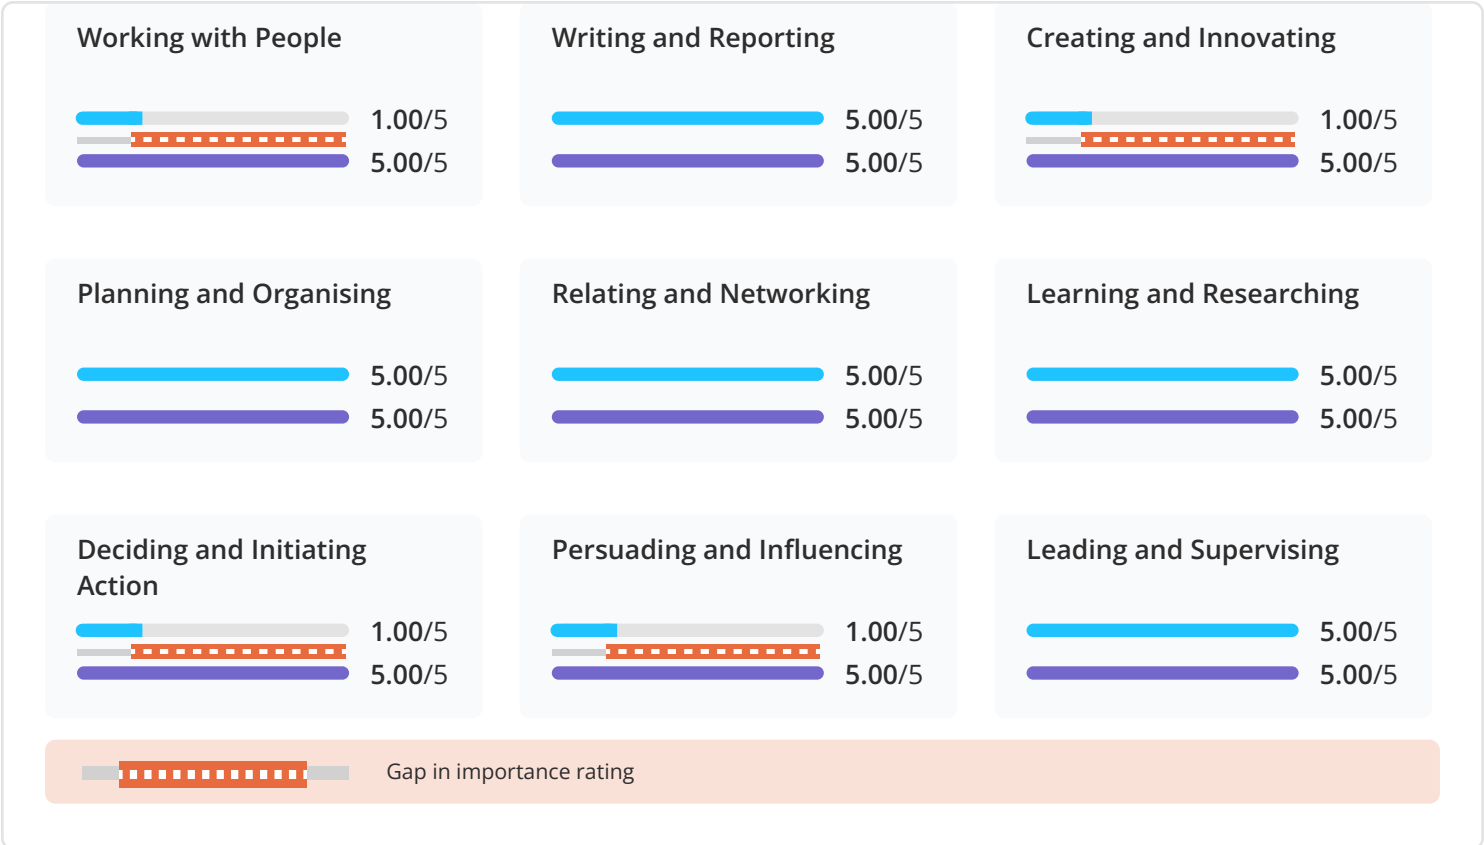 Working with People
1.00/5
5.00/5
Writing and Reporting
5.00/5
5.00/5
Creating and Innovating
1.00/5
5.00/5
Planning and Organising
5.00/5
5.00/5
Relating and Networking
5.00/5
5.00/5
Learning and Researching
5.00/5
5.00/5
Deciding and Initiating
Action
1.00/5
5.00/5
Persuading and Influencing
1.00/5
5.00/5
Leading and Supervising
5.00/5
5.00/5
Gap in importance rating